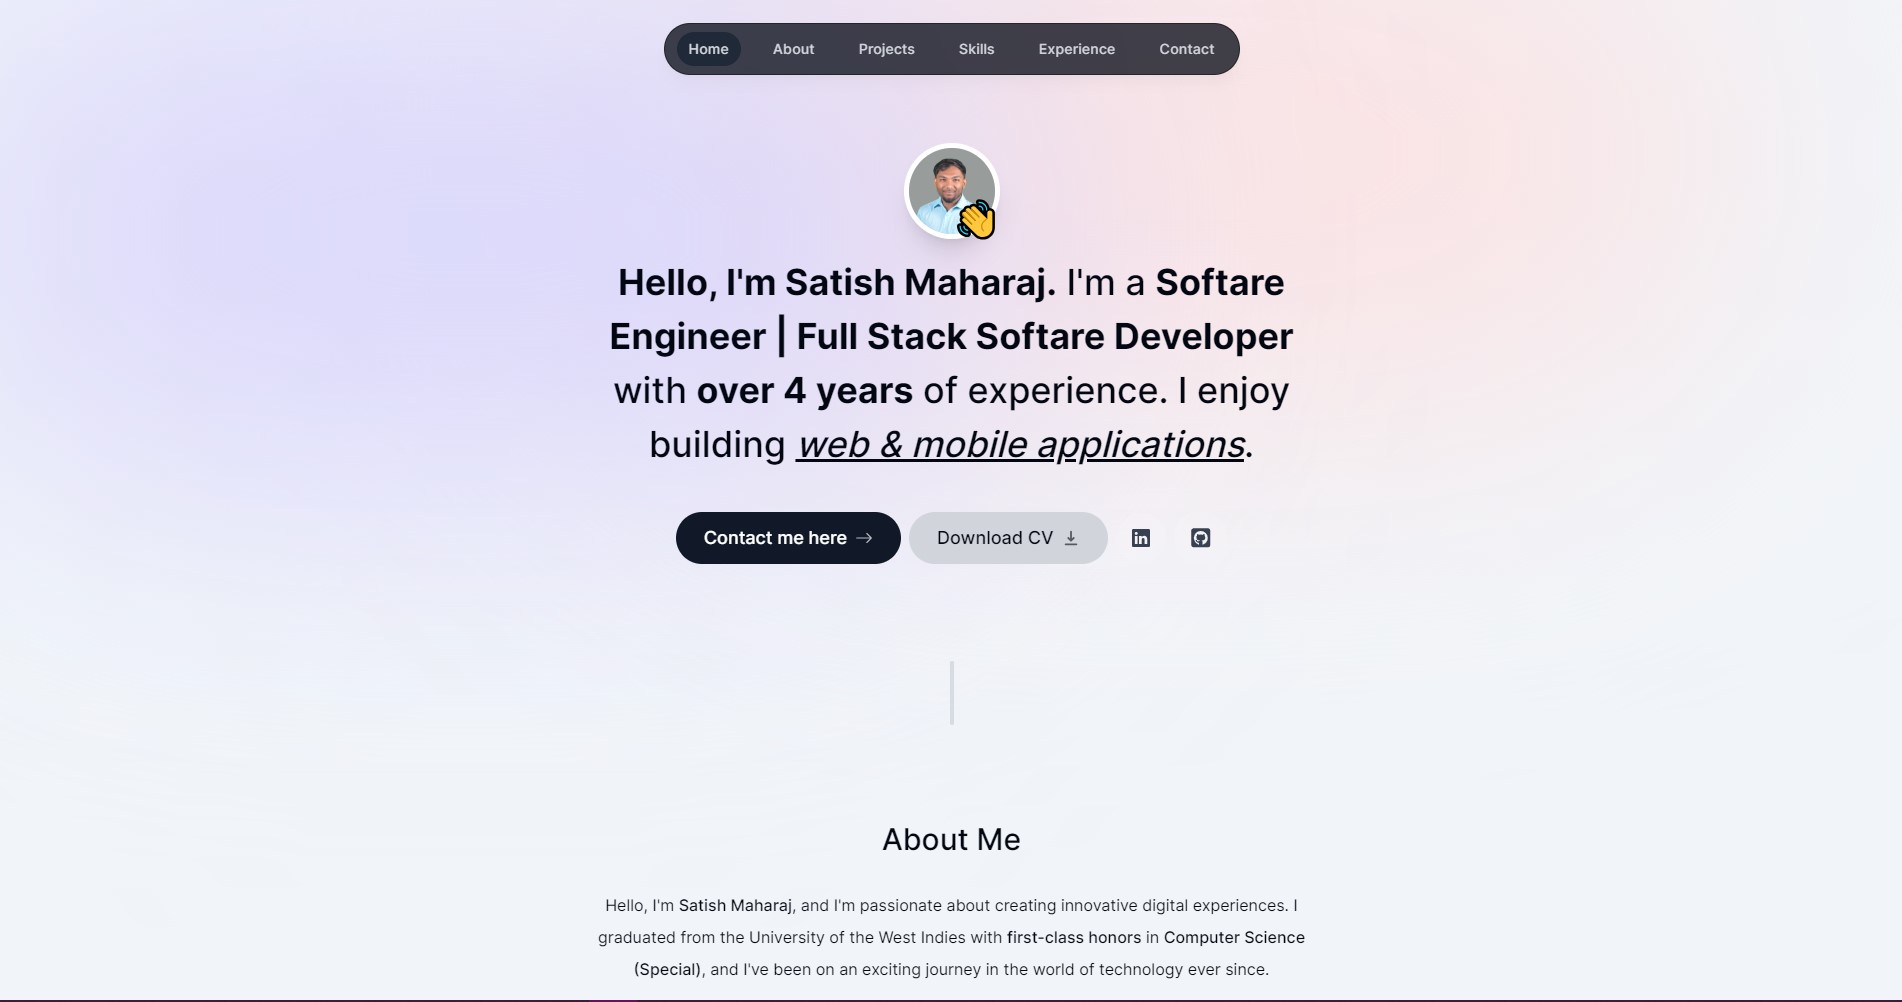 Home About Projects Skills Experience Contact
Hello, I'm Satish Maharaj. I'm a Softare
Engineer | Full Stack Softare Developer
with over 4 years of experience. I enjoy
building web & mobile applications.
Contact me here → Download CV in
About Me
Hello, I'm Satish Maharaj, and I'm passionate about creating innovative digital experiences. I
graduated from the University of the West Indies with first-class honors in Computer Science
(Special), and I've been on an exciting journey in the world of technology ever since.